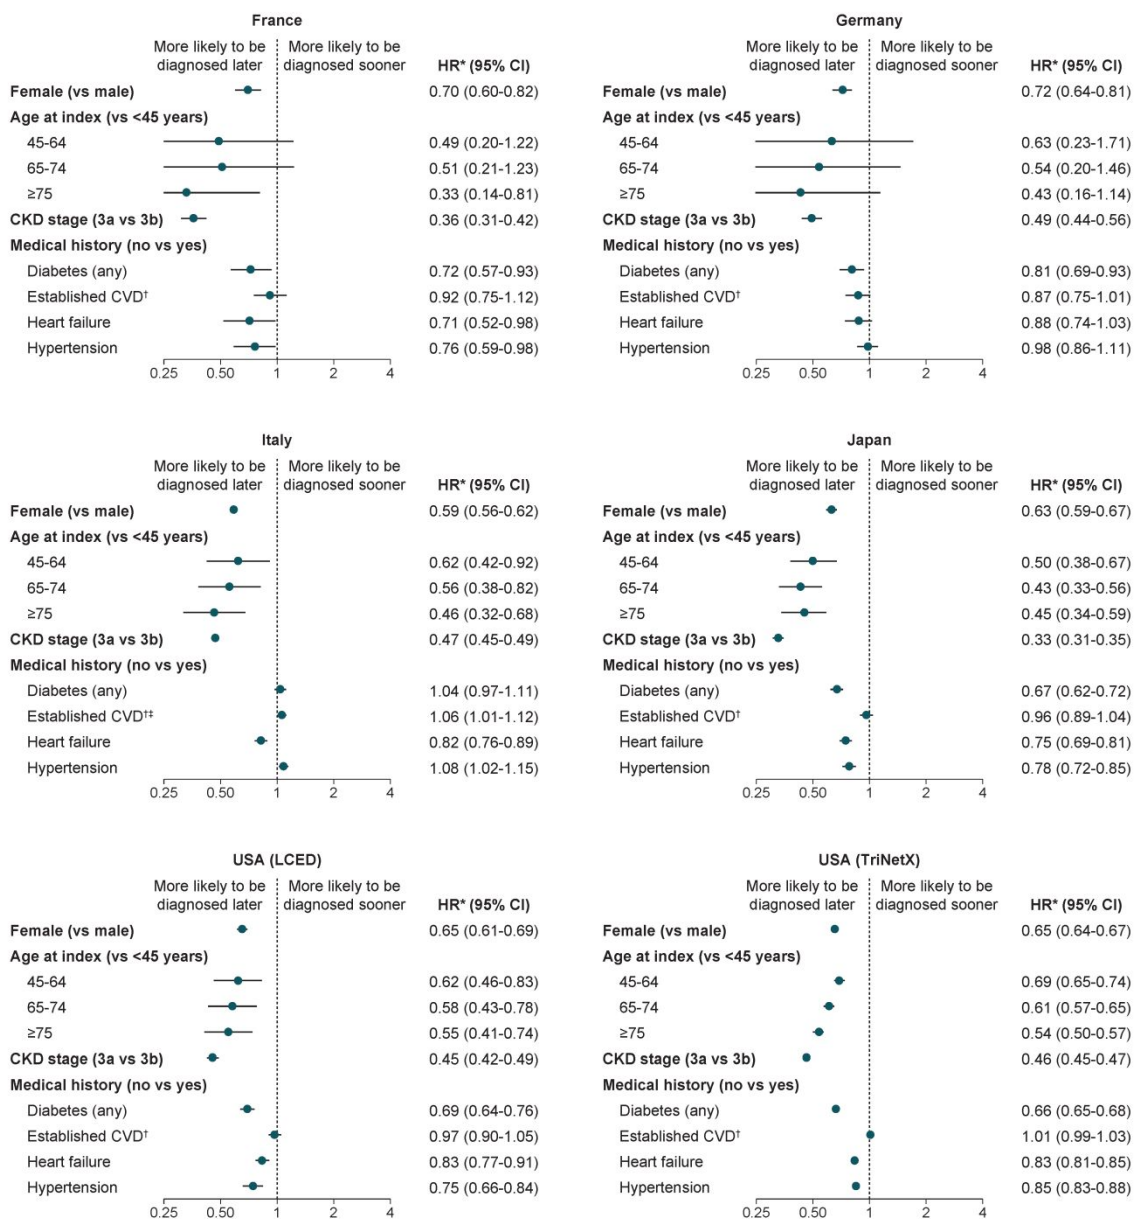 France
More likely to be diagnosed later
More likely to be diagnosed sooner
HR* (95% CI)
Female (vs male) 0.70 (0.60-0.82)
Age at index (vs <45 years)
45-64 0.49 (0.20-1.22)
65-74 0.51 (0.21-1.23)
≥75 0.33 (0.14-0.81)
CKD stage (3a vs 3b) 0.36 (0.31-0.42)
Medical history (no vs yes)
Diabetes (any) 0.72 (0.57-0.93)
Established CVD† 0.92 (0.75-1.12)
Heart failure 0.71 (0.52-0.98)
Hypertension 0.76 (0.59-0.98)
0.25 0.50 1 2 4
Germany
More likely to be diagnosed later
More likely to be diagnosed sooner
HR* (95% CI)
Female (vs male) 0.72 (0.64-0.81)
Age at index (vs <45 years)
45-64 0.63 (0.23-1.71)
65-74 0.54 (0.20-1.46)
≥75 0.43 (0.16-1.14)
CKD stage (3a vs 3b) 0.49 (0.44-0.56)
Medical history (no vs yes)
Diabetes (any) 0.81 (0.69-0.93)
Established CVD† 0.87 (0.75-1.01)
Heart failure 0.88 (0.74-1.03)
Hypertension 0.98 (0.86-1.11)
0.25 0.50 1 2 4
Italy
More likely to be diagnosed later
More likely to be diagnosed sooner
HR* (95% CI)
Female (vs male) 0.59 (0.56-0.62)
Age at index (vs <45 years)
45-64 0.62 (0.42-0.92)
65-74 0.56 (0.38-0.82)
≥75 0.46 (0.32-0.68)
CKD stage (3a vs 3b) 0.47 (0.45-0.49)
Medical history (no vs yes)
Diabetes (any) 1.04 (0.97-1.11)
Established CVD†‡ 1.06 (1.01-1.12)
Heart failure 0.82 (0.76-0.89)
Hypertension 1.08 (1.02-1.15)
0.25 0.50 1 2 4
Japan
More likely to be diagnosed later
More likely to be diagnosed sooner
HR* (95% CI)
Female (vs male) 0.63 (0.59-0.67)
Age at index (vs <45 years)
45-64 0.50 (0.38-0.67)
65-74 0.43 (0.33-0.56)
≥75 0.45 (0.34-0.59)
CKD stage (3a vs 3b) 0.33 (0.31-0.35)
Medical history (no vs yes)
Diabetes (any) 0.67 (0.62-0.72)
Established CVD† 0.96 (0.89-1.04)
Heart failure 0.75 (0.69-0.81)
Hypertension 0.78 (0.72-0.85)
0.25 0.50 1 2 4
USA (LCED)
More likely to be diagnosed later
More likely to be diagnosed sooner
HR* (95% CI)
Female (vs male) 0.65 (0.61-0.69)
Age at index (vs <45 years)
45-64 0.62 (0.46-0.83)
65-74 0.58 (0.43-0.78)
≥75 0.55 (0.41-0.74)
CKD stage (3a vs 3b) 0.45 (0.42-0.49)
Medical history (no vs yes)
Diabetes (any) 0.69 (0.64-0.76)
Established CVD† 0.97 (0.90-1.05)
Heart failure 0.83 (0.77-0.91)
Hypertension 0.75 (0.66-0.84)
0.25 0.50 1 2 4
USA (TriNetX)
More likely to be diagnosed later
More likely to be diagnosed sooner
HR* (95% CI)
Female (vs male) 0.65 (0.64-0.67)
Age at index (vs <45 years)
45-64 0.69 (0.65-0.74)
65-74 0.61 (0.57-0.65)
≥75 0.54 (0.50-0.57)
CKD stage (3a vs 3b) 0.46 (0.45-0.47)
Medical history (no vs yes)
Diabetes (any) 0.66 (0.65-0.68)
Established CVD† 1.01 (0.99-1.03)
Heart failure 0.83 (0.81-0.85)
Hypertension 0.85 (0.83-0.88)
0.25 0.50 1 2 4